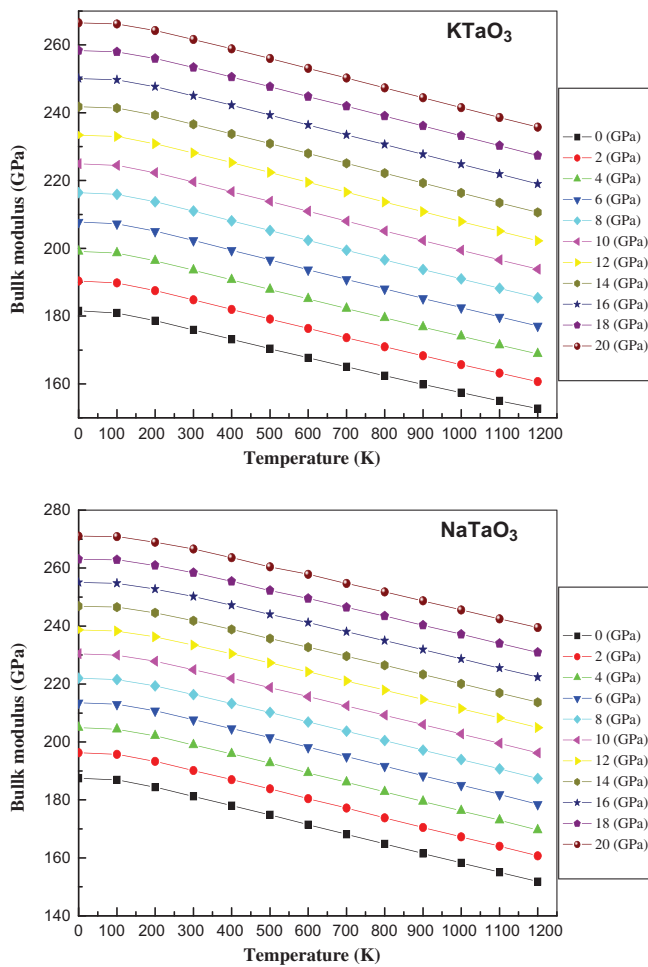 KTaO3
260
240
220
200
180
160
Bullk modulus (GPa)
0 100 200 300 400 500 600 700 800 900 1000 1100 1200
Temperature (K)
0 (GPa)
2 (GPa)
4 (GPa)
6 (GPa)
8 (GPa)
10 (GPa)
12 (GPa)
14 (GPa)
16 (GPa)
18 (GPa)
20 (GPa)
NaTaO3
280
260
240
220
200
180
160
140
Bullk modulus (GPa)
0 100 200 300 400 500 600 700 800 900 1000 1100 1200
Temperature (K)
0 (GPa)
2 (GPa)
4 (GPa)
6 (GPa)
8 (GPa)
10 (GPa)
12 (GPa)
14 (GPa)
16 (GPa)
18 (GPa)
20 (GPa)